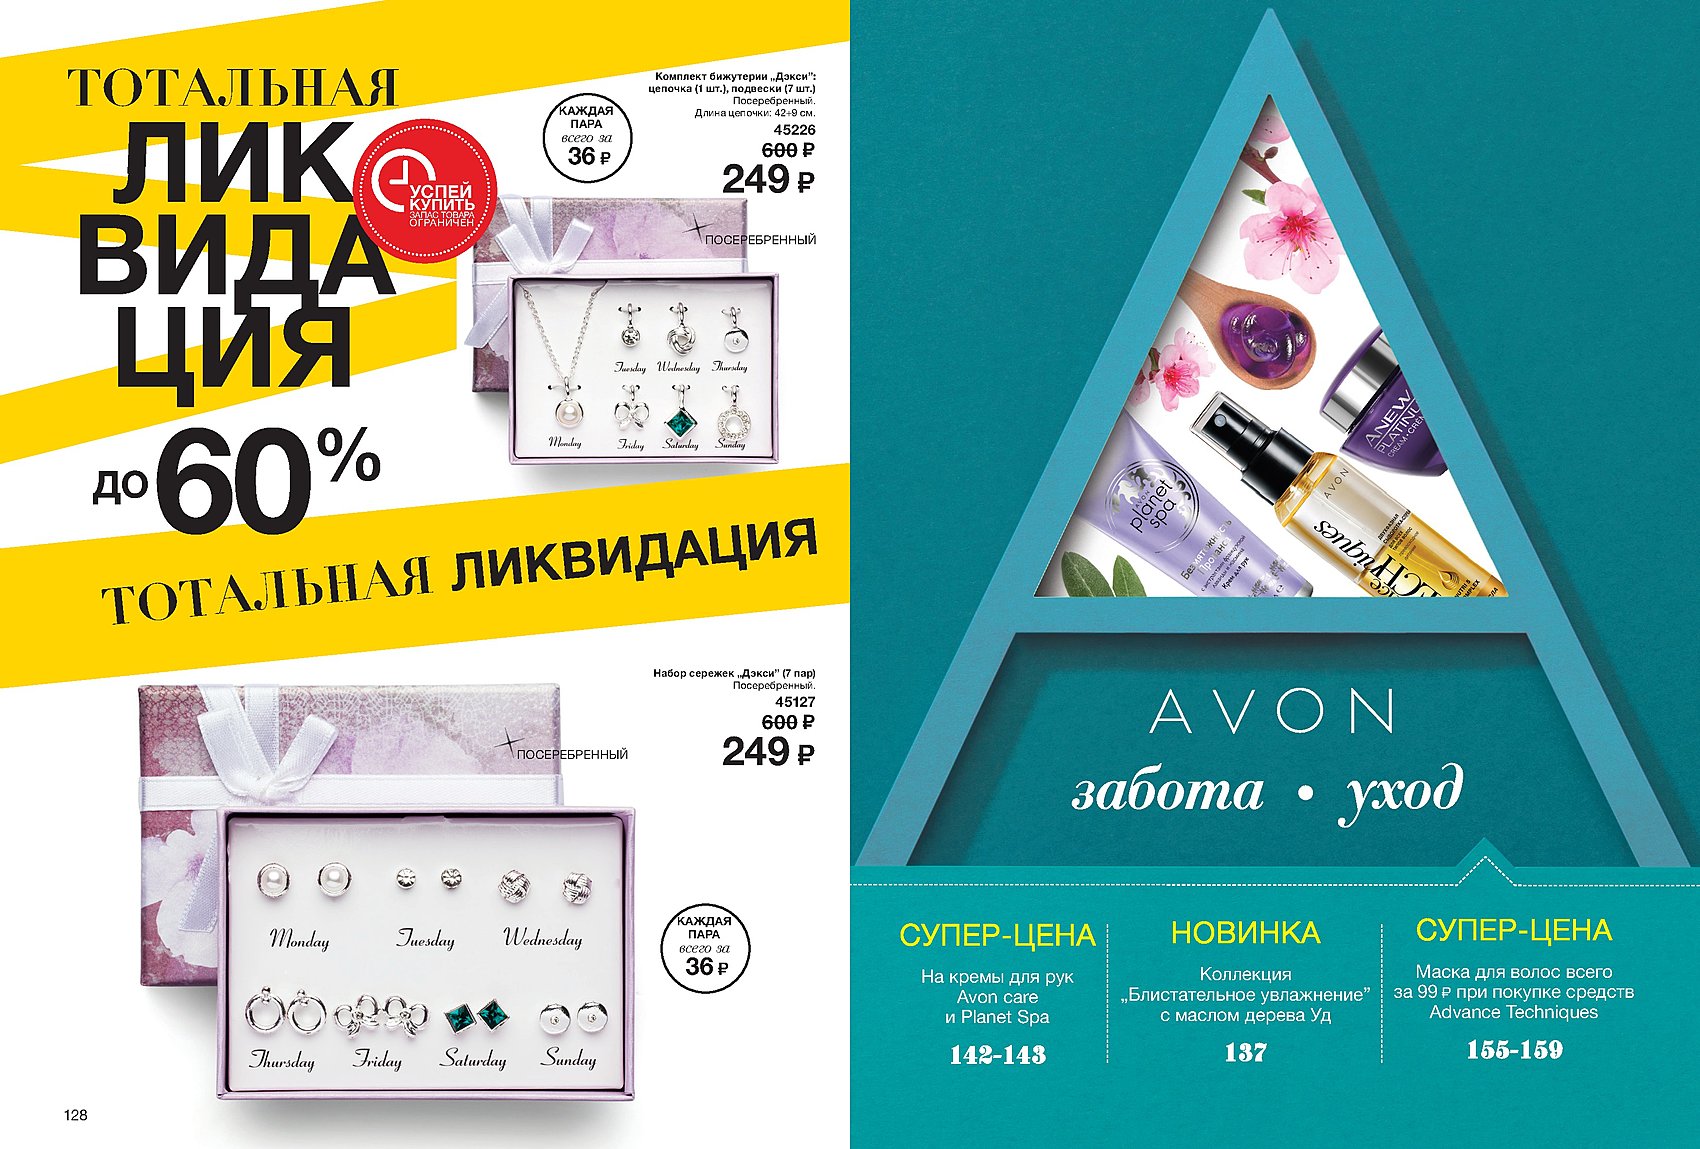 ТОТАЛЬНАЯ
ЛИК
ВИДА
ЦИЯ
до 60%
УСПЕЙ
КУПИТЬ
ЗАПАС ТОВАРА
ОГРАНИЧЕН
КАЖДАЯ
ПАРА
всего за
36 ₽
Комплект бижутерии „Дэкси”:
цепочка (1 шт.), подвески (7 шт.)
Посеребренный.
Длина цепочки: 42+9 см.
45226
600 ₽
249 ₽
ПОСЕРЕБРЕННЫЙ
Tuesday Wednesday Thursday
Monday Friday Saturday Sunday
ТОТАЛЬНАЯ ЛИКВИДАЦИЯ
Набор сережек „Дэкси” (7 пар)
Посеребренный.
45127
600 ₽
249 ₽
ПОСЕРЕБРЕННЫЙ
Monday Tuesday Wednesday
Thursday Friday Saturday Sunday
КАЖДАЯ
ПАРА
всего за
36 ₽
128
ANEW
PLATINUM
AVON
planet
spa
Крем для рук
AVON
AVON
забота • уход
СУПЕР-ЦЕНА
На кремы для рук
Avon care
и Planet Spa
142-143
НОВИНКА
Коллекция
„Блистательное увлажнение”
с маслом дерева Уд
137
СУПЕР-ЦЕНА
Маска для волос всего
за 99 ₽ при покупке средств
Advance Techniques
155-159